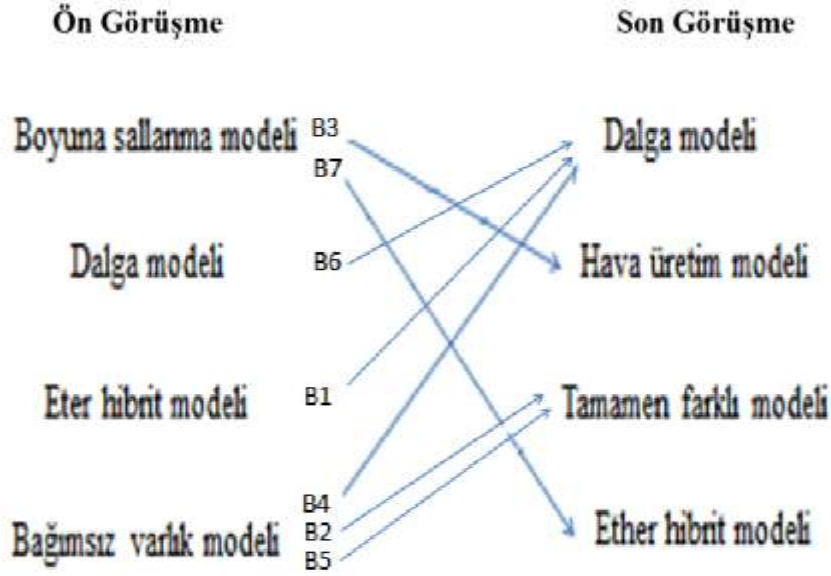 Ön Görüşme
Son Görüşme
Boyuna sallanma modeli
B3
B7
Dalga modeli
Dalga modeli
B6
Hava üretim modeli
Eter hibrit modeli
B1
Tamamen farklı modeli
Bağımsız varlık modeli
B4
B2
B5
Ether hibrit modeli